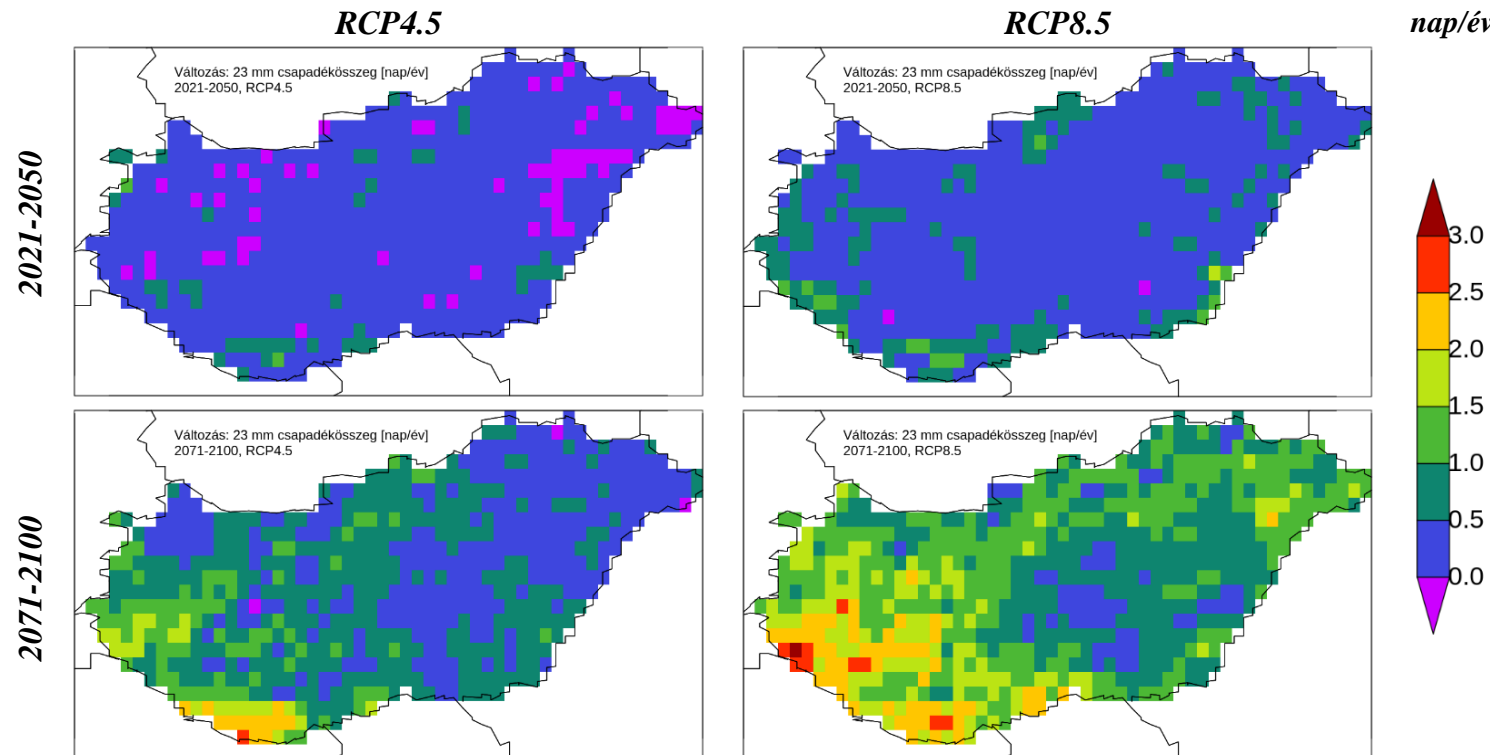 RCP4.5
RCP8.5
nap/év
2021-2050
Változás: 23 mm csapadékösszeg [nap/év]
2021-2050, RCP4.5
Változás: 23 mm csapadékösszeg [nap/év]
2021-2050, RCP8.5
2071-2100
Változás: 23 mm csapadékösszeg [nap/év]
2071-2100, RCP4.5
Változás: 23 mm csapadékösszeg [nap/év]
2071-2100, RCP8.5
3.0
2.5
2.0
1.5
1.0
0.5
0.0